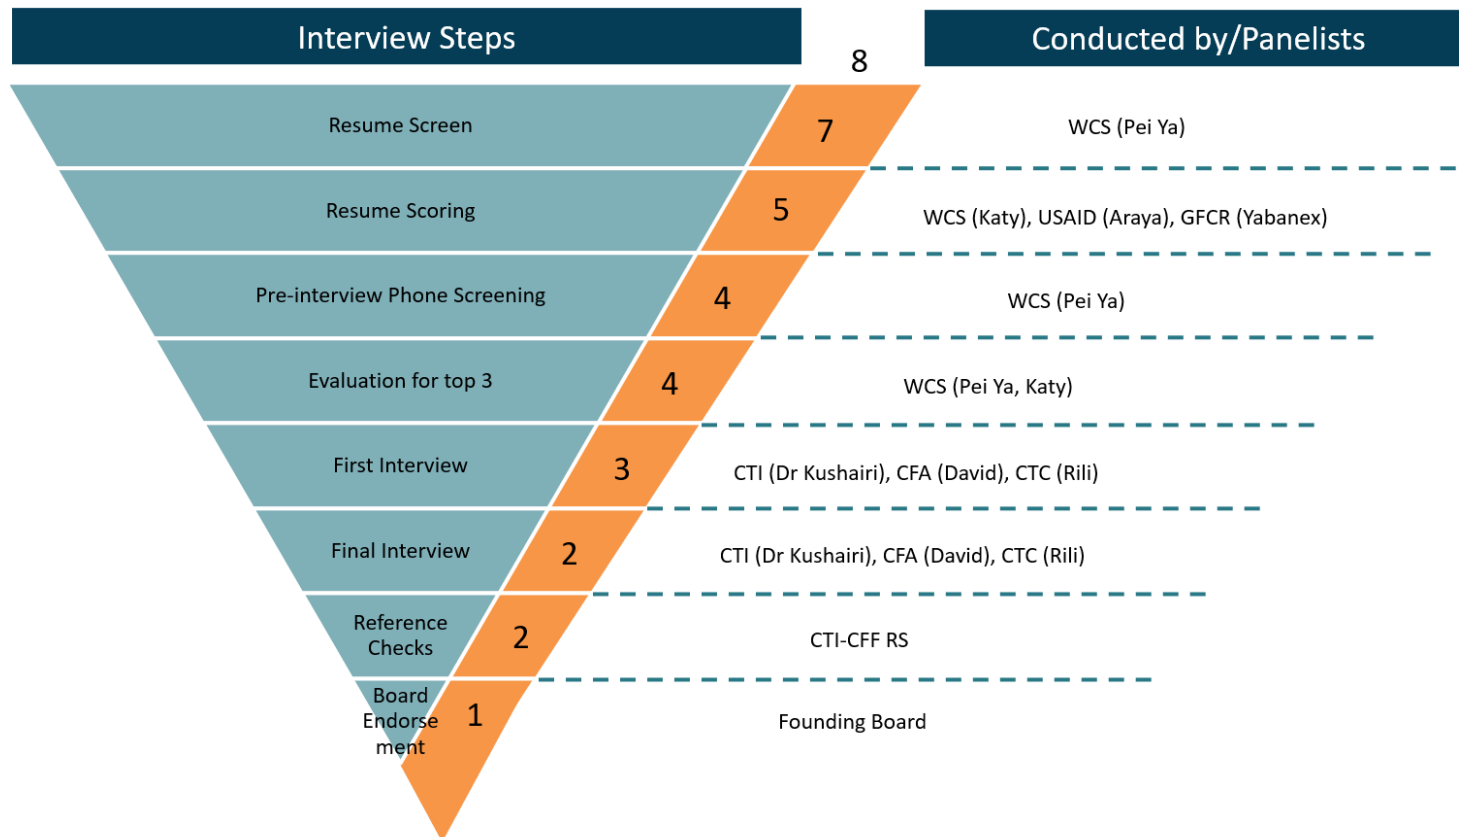 Interview Steps
8
Conducted by/Panelists
Resume Screen
7
WCS (Pei Ya)
Resume Scoring
5
WCS (Katy), USAID (Araya), GFCR (Yabanex)
Pre-interview Phone Screening
4
WCS (Pei Ya)
Evaluation for top 3
4
WCS (Pei Ya, Katy)
First Interview
3
CTI (Dr Kushairi), CFA (David), CTC (Rili)
Final Interview
2
CTI (Dr Kushairi), CFA (David), CTC (Rili)
Reference
Checks
2
CTI-CFF RS
Board
Endorse
ment
1
Founding Board